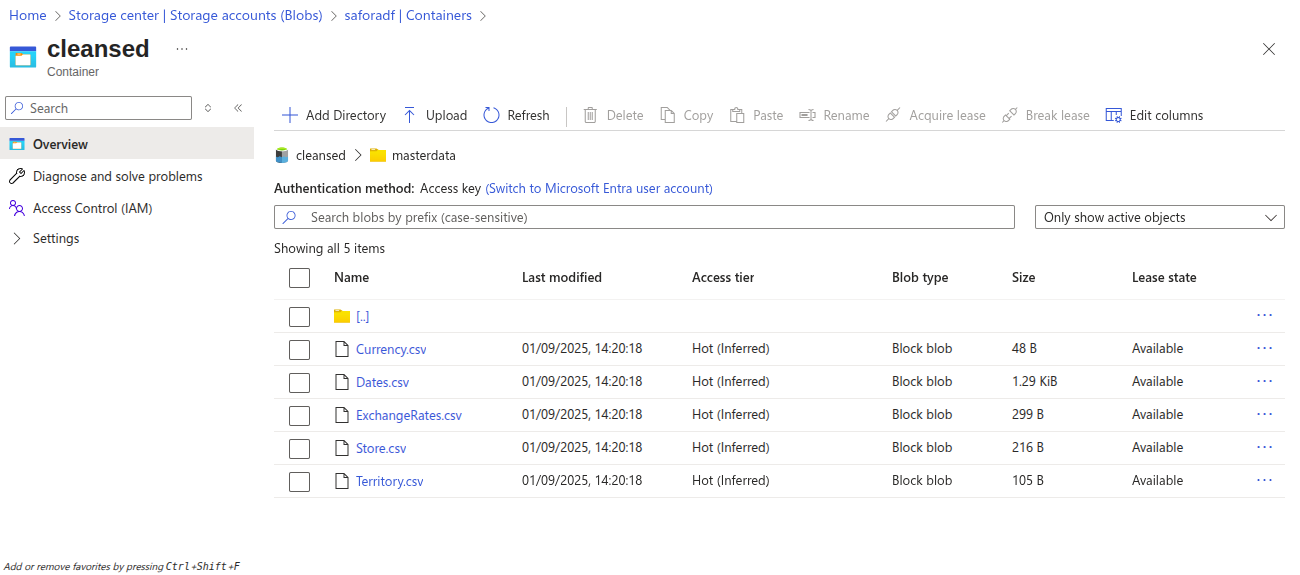 Home > Storage center | Storage accounts (Blobs) > saforadf | Containers >
cleansed ...
Container
Search
Overview
Diagnose and solve problems
Access Control (IAM)
Settings
Add or remove favorites by pressing Ctrl+Shift+F
Add Directory Upload Refresh Delete Copy Paste Rename Acquire lease Break lease Edit columns
cleansed > masterdata
Authentication method: Access key (Switch to Microsoft Entra user account)
Search blobs by prefix (case-sensitive) Only show active objects
Showing all 5 items
Name Last modified Access tier Blob type Size Lease state
[..] ...
Currency.csv 01/09/2025, 14:20:18 Hot (Inferred) Block blob 48 B Available ...
Dates.csv 01/09/2025, 14:20:18 Hot (Inferred) Block blob 1.29 KiB Available ...
ExchangeRates.csv 01/09/2025, 14:20:18 Hot (Inferred) Block blob 299 B Available ...
Store.csv 01/09/2025, 14:20:18 Hot (Inferred) Block blob 216 B Available ...
Territory.csv 01/09/2025, 14:20:18 Hot (Inferred) Block blob 105 B Available ...